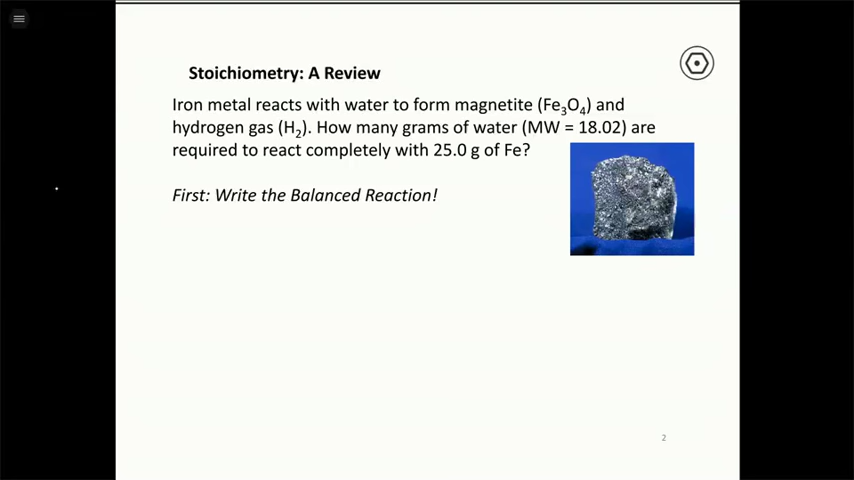 Stoichiometry: A Review
Iron metal reacts with water to form magnetite (Fe₃O₄) and
hydrogen gas (H₂). How many grams of water (MW = 18.02) are
required to react completely with 25.0 g of Fe?
First: Write the Balanced Reaction!
2